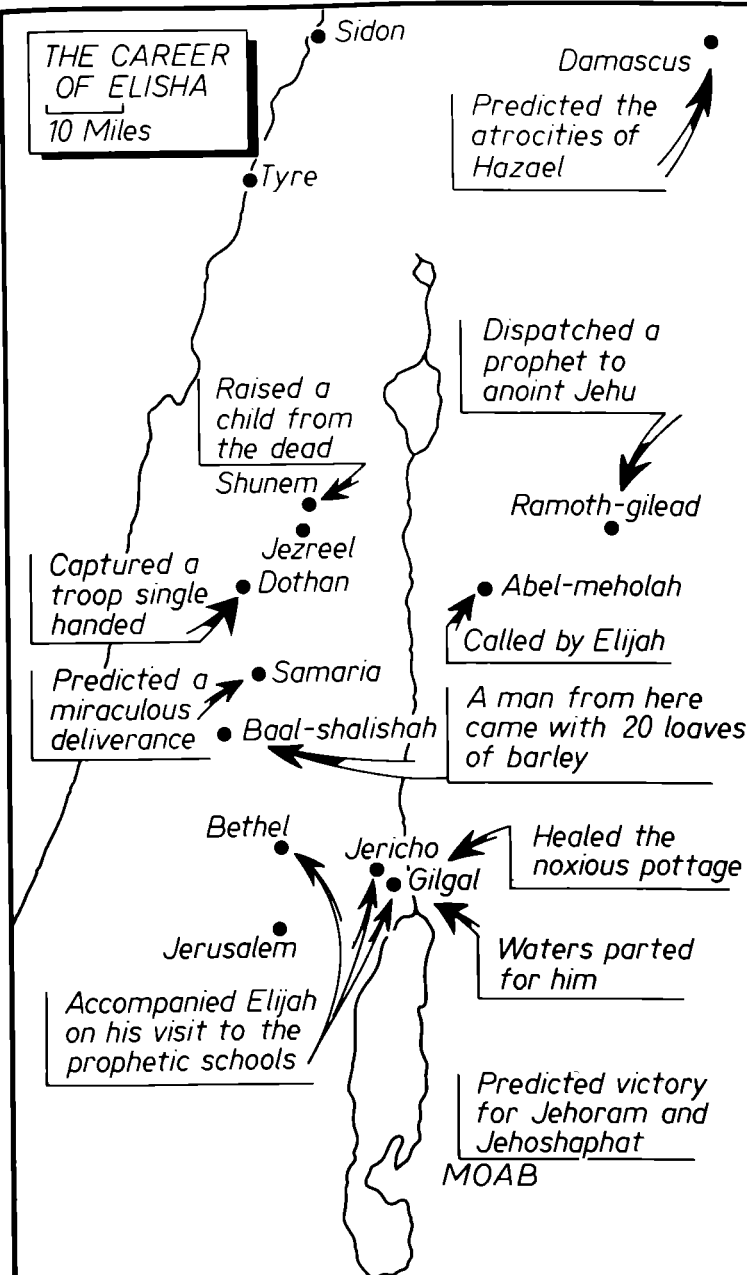 THE CAREER
OF ELISHA
10 Miles
Sidon
Damascus
Predicted the
atrocities of
Hazael
Tyre
Dispatched a
prophet to
anoint Jehu
Raised a
child from
the dead
Shunem
Ramoth-gilead
Jezreel
Captured a
troop single
handed
Dothan
Abel-meholah
Called by Elijah
Predicted a
miraculous
deliverance
Samaria
A man from here
came with 20 loaves
of barley
Baal-shalishah
Bethel
Jericho
Gilgal
Healed the
noxious pottage
Jerusalem
Waters parted
for him
Accompanied Elijah
on his visit to the
prophetic schools
Predicted victory
for Jehoram and
Jehoshaphat
MOAB